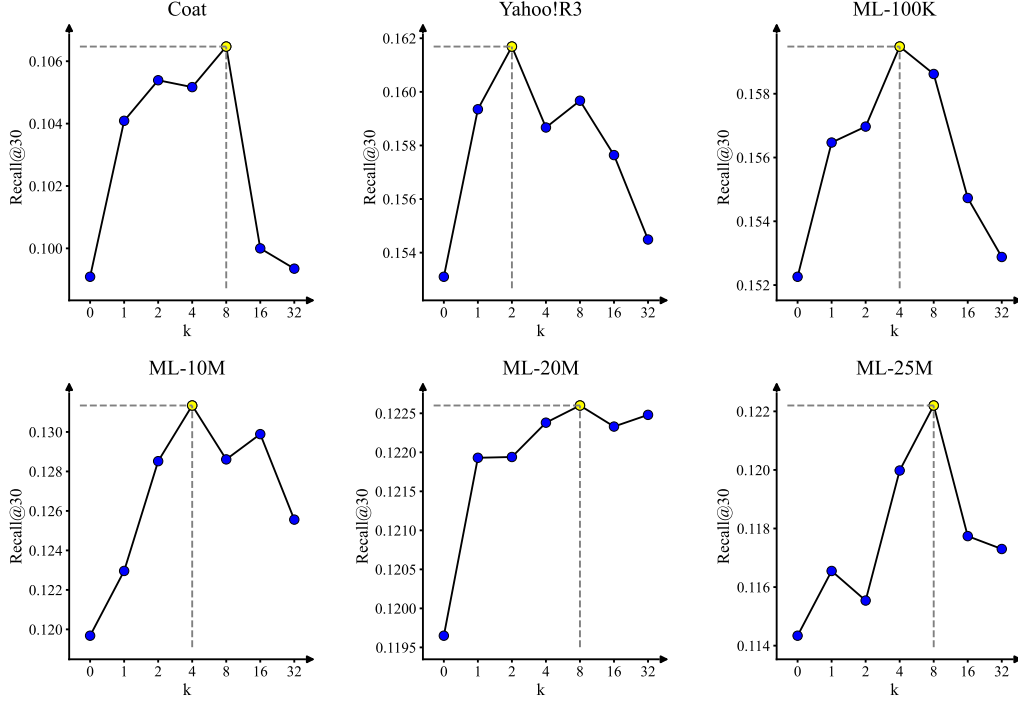 Coat
Recall@30
0.106
0.104
0.102
0.100
0 1 2 4 8 16 32
k
Yahoo!R3
Recall@30
0.162
0.160
0.158
0.156
0.154
0 1 2 4 8 16 32
k
ML-100K
Recall@30
0.158
0.156
0.154
0.152
0 1 2 4 8 16 32
k
ML-10M
Recall@30
0.130
0.128
0.126
0.124
0.122
0.120
0 1 2 4 8 16 32
k
ML-20M
Recall@30
0.1225
0.1220
0.1215
0.1210
0.1205
0.1200
0.1195
0 1 2 4 8 16 32
k
ML-25M
Recall@30
0.122
0.120
0.118
0.116
0.114
0 1 2 4 8 16 32
k